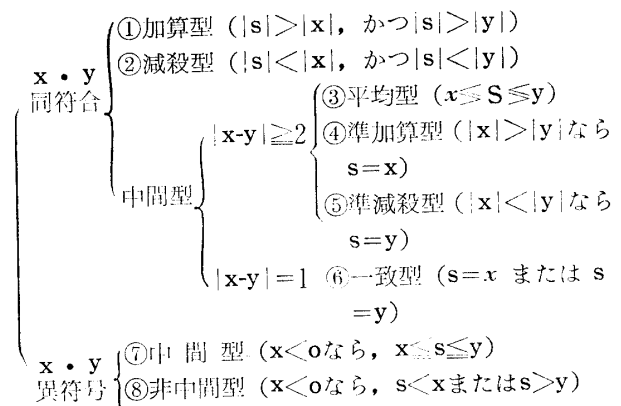 ①加算型（|s|>|x|，かつ|s|>|y|）
②減殺型（|s|<|x|，かつ|s|<|y|）
x・y
同符合
③平均型（x≦S≦y）
|x-y|≧2
④準加算型（|x|>|y|なら
s=x）
中間型
⑤準減殺型（|x|<|y|なら
s=y）
|x-y|=1 ⑥一致型（s=x または s
=y）
x・y
異符号
⑦中 間 型（x<oなら，x≦s≦y）
⑧非中間型（x<oなら，s<xまたはs>y）